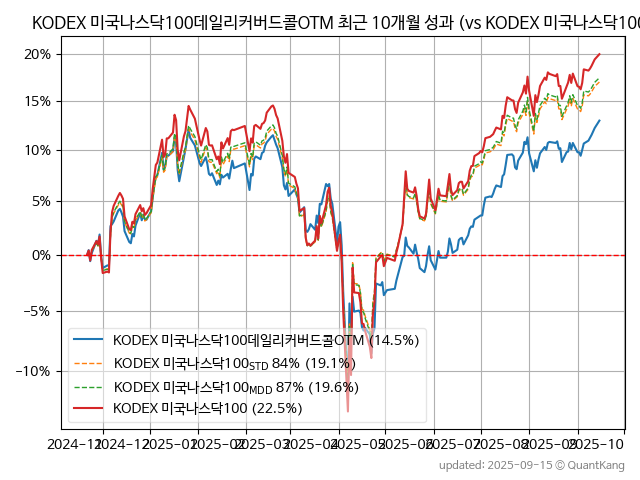 KODEX 미국나스닥100데일리커버드콜OTM 최근 10개월 성과 (vs KODEX 미국나스닥100
20%
15%
10%
5%
0%
−5%
−10%
KODEX 미국나스닥100데일리커버드콜OTM (14.5%)
KODEX 미국나스닥100STD 84% (19.1%)
KODEX 미국나스닥100MDD 87% (19.6%)
KODEX 미국나스닥100 (22.5%)
2024-11 2024-12 2025-01 2025-02 2025-03 2025-04 2025-05 2025-06 2025-07 2025-08 2025-09 2025-10
updated: 2025-09-15 © QuantKang